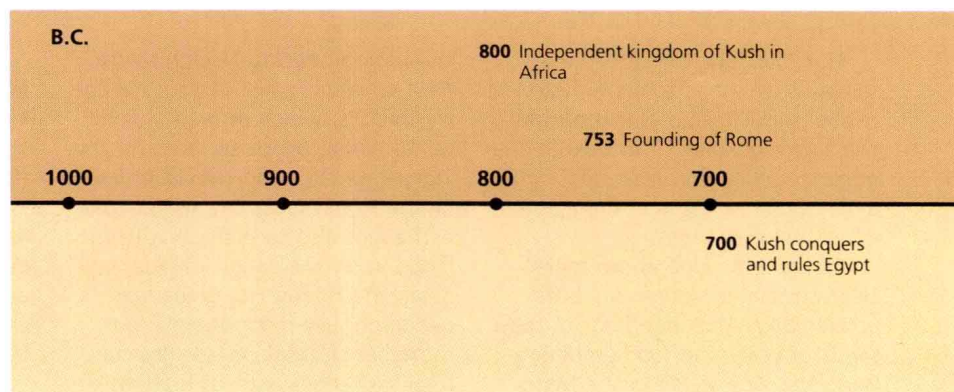 B.C.
800 Independent kingdom of Kush in
Africa
753 Founding of Rome
1000 900 800 700
700 Kush conquers
and rules Egypt